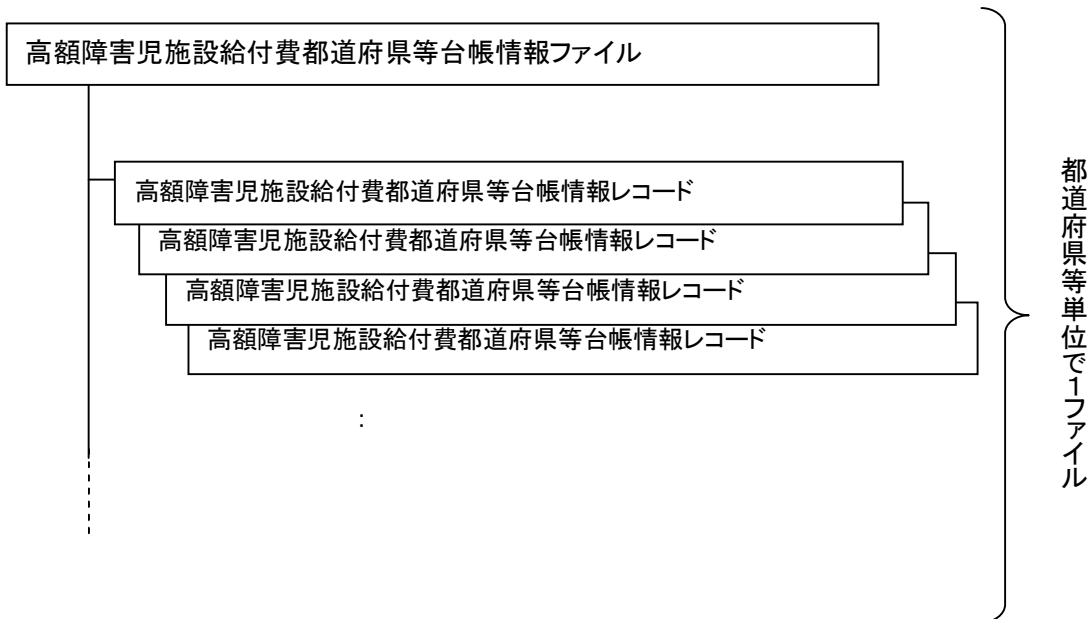 高額障害児施設給付費都道府県等台帳情報ファイル
高額障害児施設給付費都道府県等台帳情報レコード
高額障害児施設給付費都道府県等台帳情報レコード
高額障害児施設給付費都道府県等台帳情報レコード
高額障害児施設給付費都道府県等台帳情報レコード
：
都道府県等単位で1ファイル